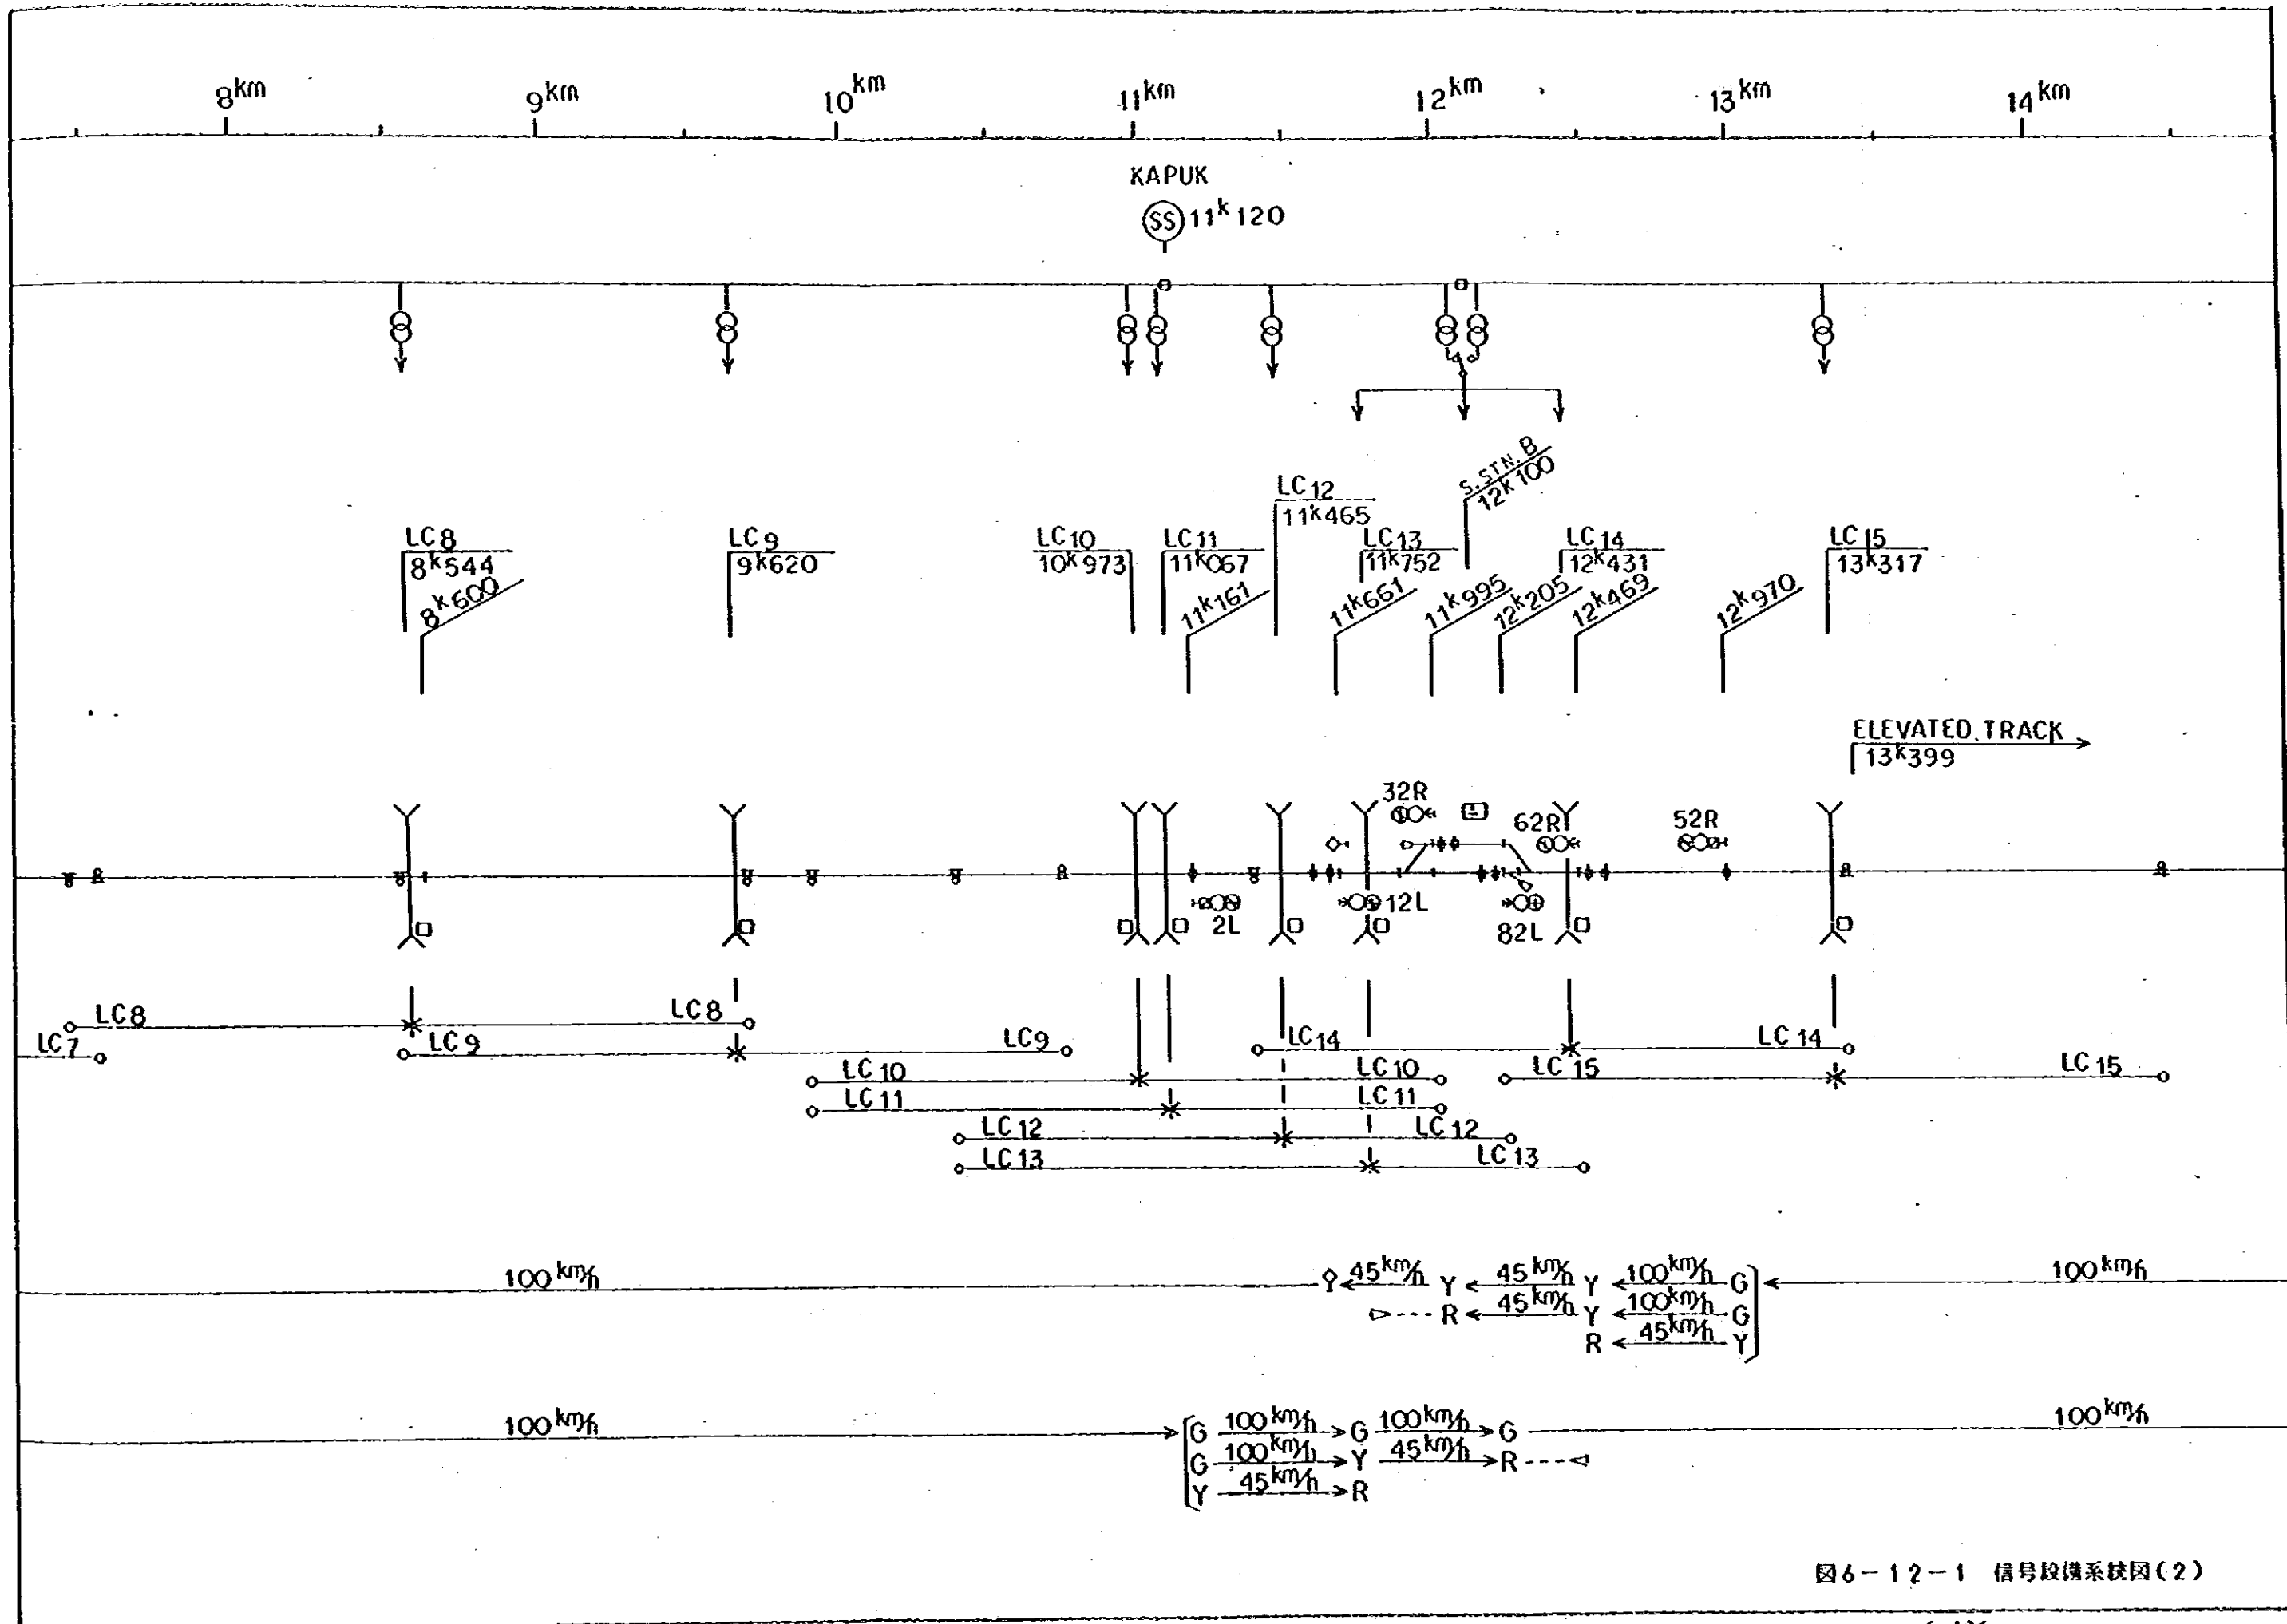 8km 9km 10km 11km 12km 13km 14km
KAPUK
SS 11k120
S.STN.B
12k100
LC12
11k465
LC8
8k544
LC9
9k620
LC10
10k973
LC11
11k067
LC13
11k752
LC14
12k431
LC15
13k317
8k600
11k161
11k661
11k995
12k205
12k469
12k970
ELEVATED.TRACK
13k399
32R
62R
52R
2L
12L
82L
LC8 LC8
LC7 LC9 LC9 LC14 LC14
LC10 LC10 LC15 LC15
LC11 LC11
LC12 LC12
LC13 LC13
100km/h 45km/h Y 45km/h Y 100km/h G 100km/h
R 45km/h Y 100km/h G
R 45km/h Y
100km/h G 100km/h G 100km/h G 100km/h
G 100km/h Y 45km/h R
Y 45km/h R
図6-12-1 信号設備系統図(2)